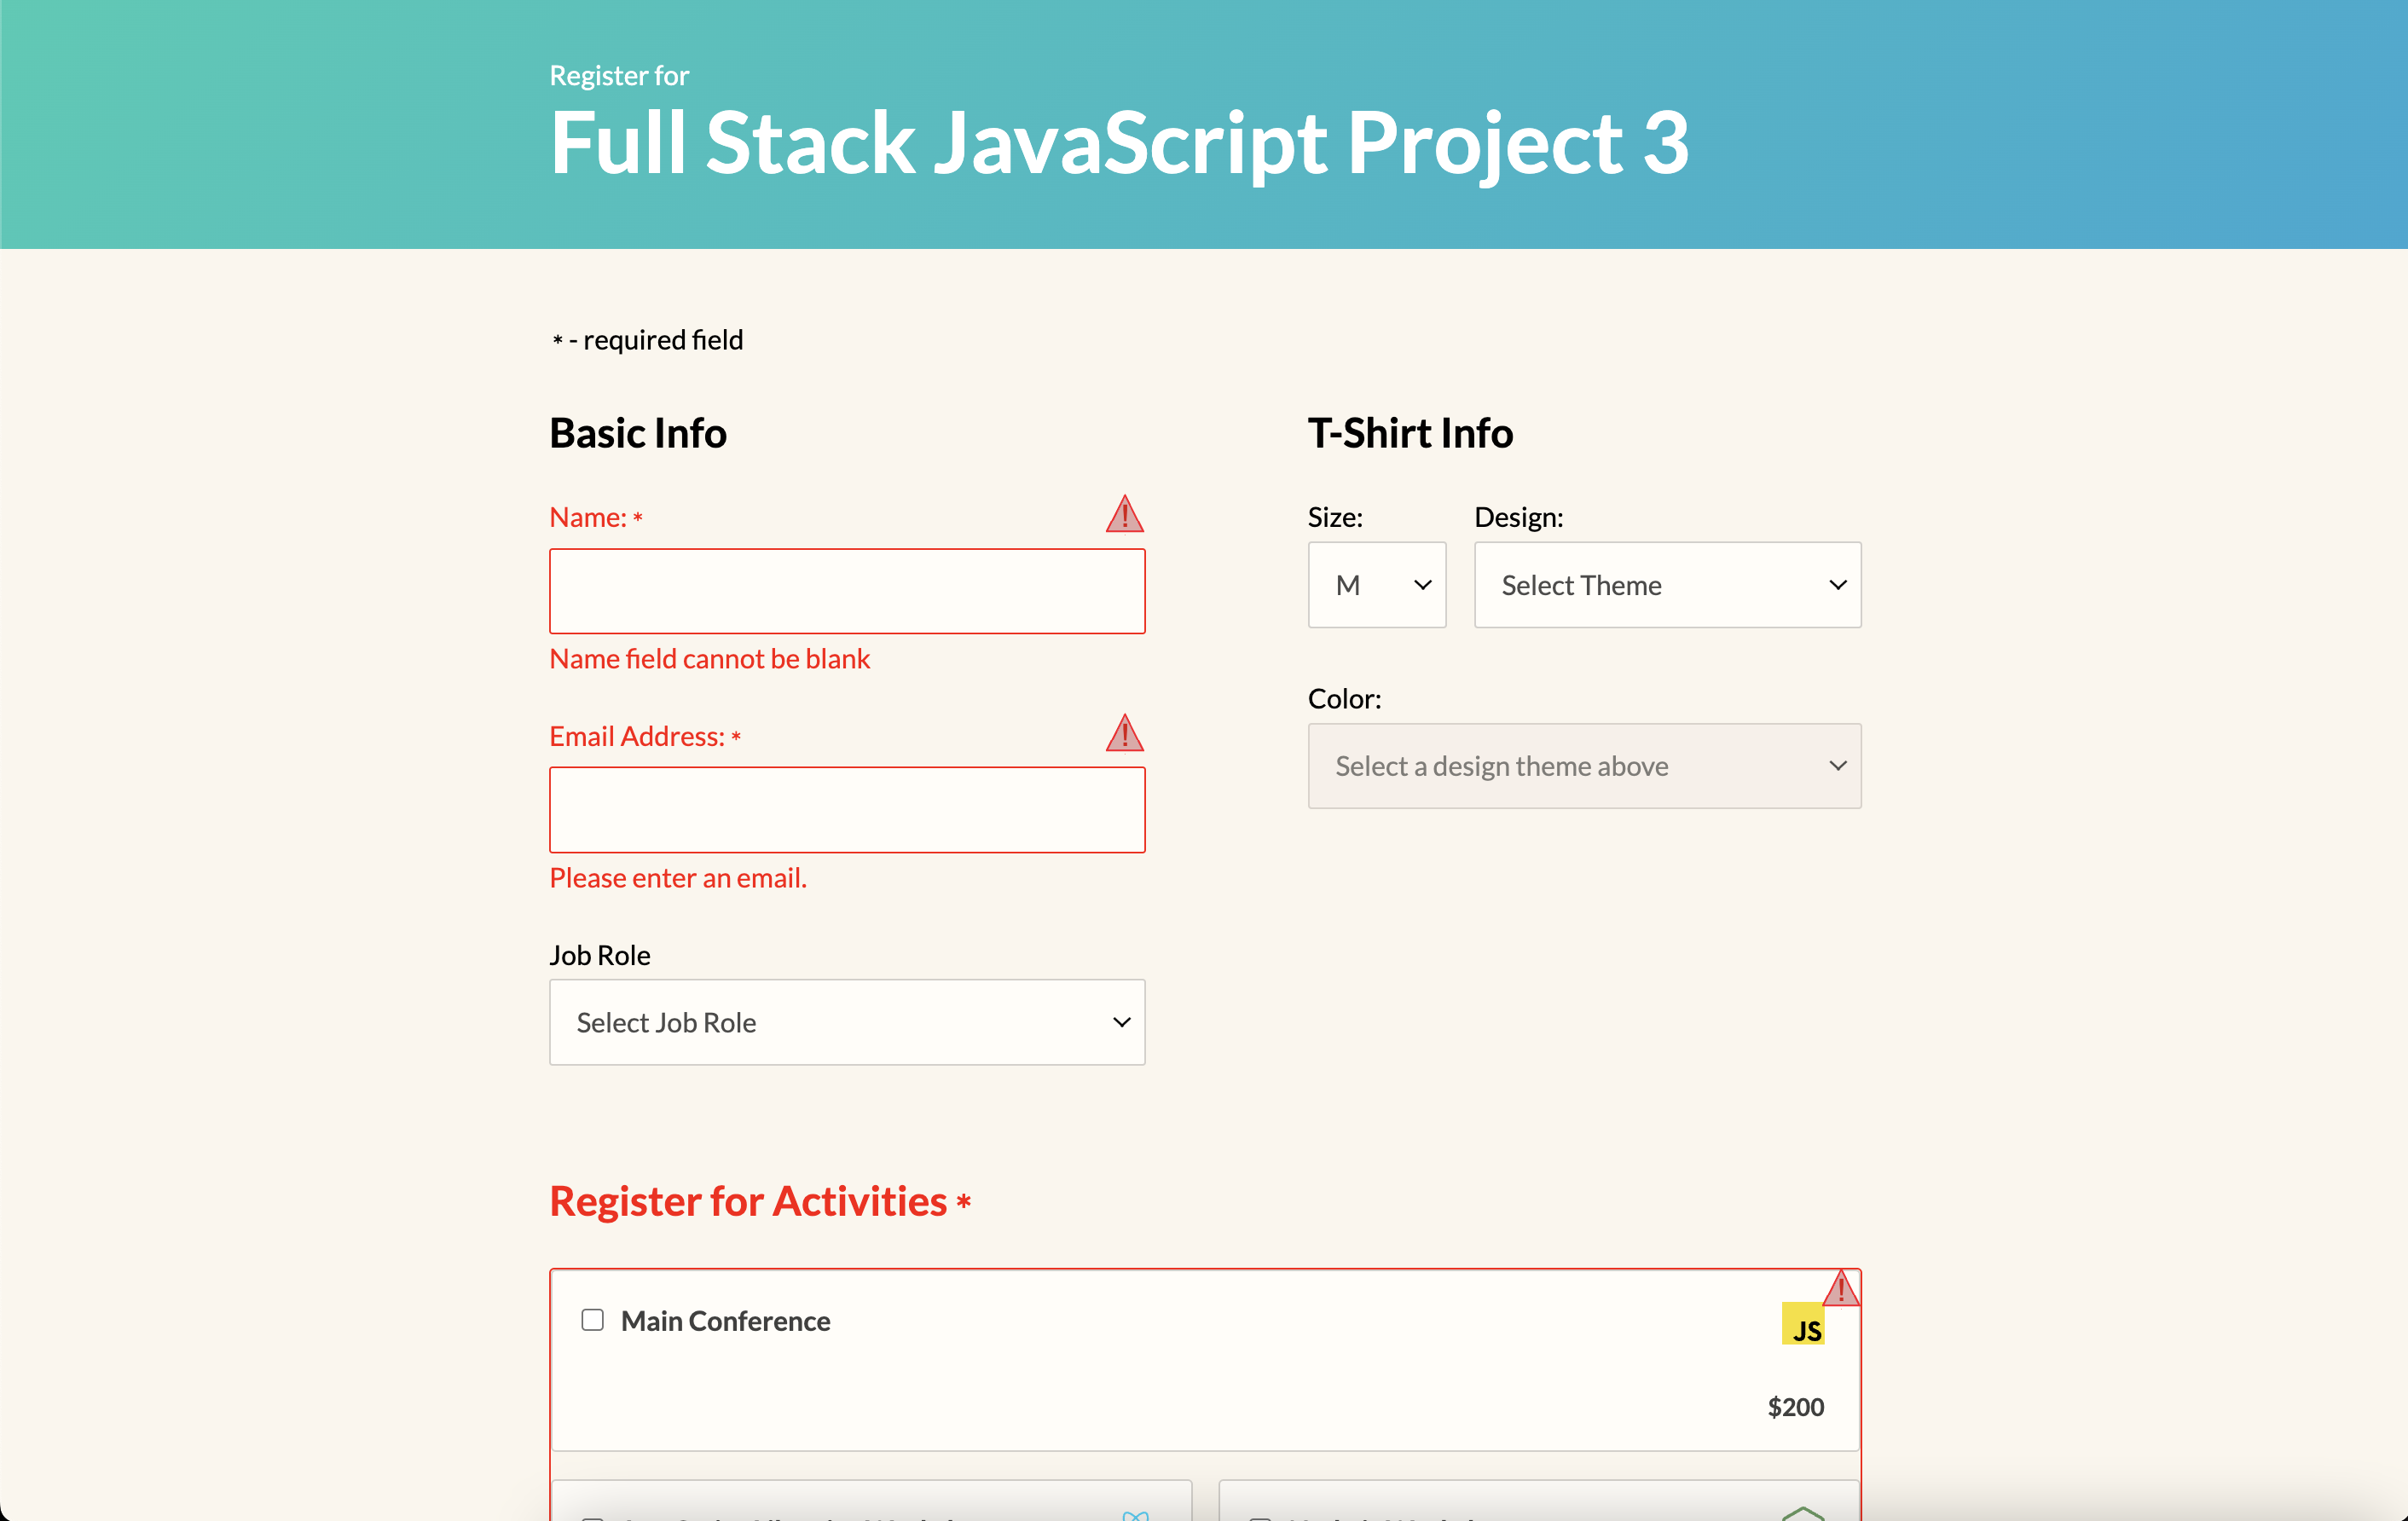 Register for
Full Stack JavaScript Project 3
* - required field
Basic Info
Name: *
Name field cannot be blank
Email Address: *
Please enter an email.
Job Role
Select Job Role
T-Shirt Info
Size:
M
Design:
Select Theme
Color:
Select a design theme above
Register for Activities *
Main Conference
JS
$200